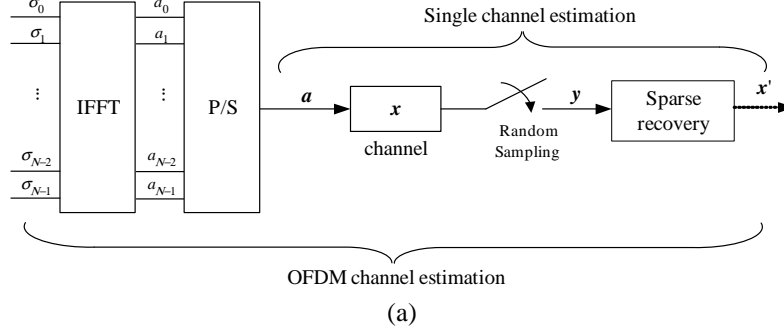 Single channel estimation
σ0 a0
σ1 a1
⋮ ⋮
IFFT
P/S
a
x
channel
Random
Sampling
y
Sparse
recovery
x'
σN–2 aN–2
σN–1 aN–1
OFDM channel estimation
(a)